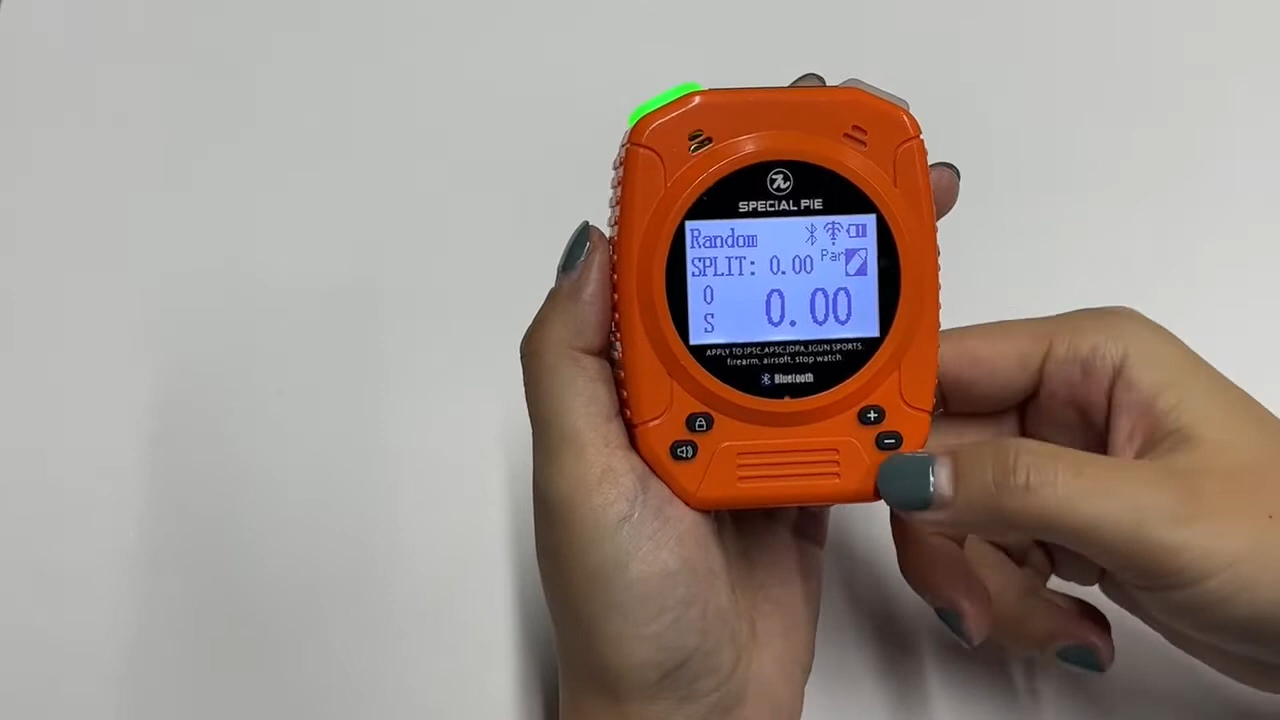 SPECIAL PIE
Random
SPLIT: 0.00 Par
0 0.00
S
APPLY TO IPSC,APSC,IDPA,3GUN SPORTS.
firearm, airsoft, stop watch
Bluetooth
+
−